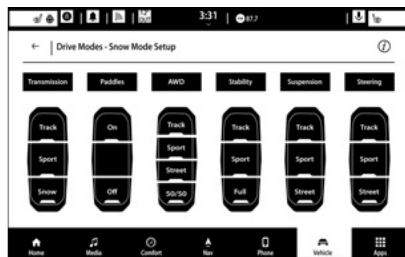 3:31 87.7
← Drive Modes - Snow Mode Setup
Transmission Paddles AWD Stability Suspension Steering
Track On Track Track Track Track
Sport Sport Sport Sport Sport
Street
Snow Off 50/50 Full Street Street
Home Media Comfort Nav Phone Vehicle Apps